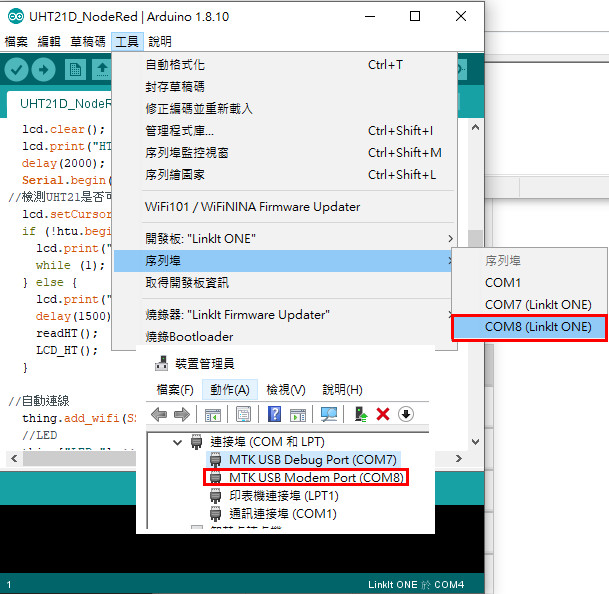 UHT21D_NodeRed | Arduino 1.8.10
檔案 編輯 草稿碼 工具 說明
UHT21D_NodeR
自動格式化 Ctrl+T
封存草稿碼
修正編碼並重新載入
管理程式庫... Ctrl+Shift+I
序列埠監控視窗 Ctrl+Shift+M
序列繪圖家 Ctrl+Shift+L
WiFi101 / WiFiNINA Firmware Updater
開發板: "LinkIt ONE"
序列埠
取得開發板資訊
燒錄器: "LinkIt Firmware Updater"
燒錄Bootloader
序列埠
COM1
COM7 (LinkIt ONE)
COM8 (LinkIt ONE)
lcd.clear();
lcd.print("HT
delay(2000);
Serial.begin(
//檢測UHT21是否可
lcd.setCursor
if (!htu.begi
lcd.print("
while (1);
} else {
lcd.print("
delay(1500)
readHT();
LCD_HT();
}
//自動連線
thing.add_wifi(SS
//LED
裝置管理員
檔案(F) 動作(A) 檢視(V) 說明(H)
連接埠 (COM 和 LPT)
MTK USB Debug Port (COM7)
MTK USB Modem Port (COM8)
印表機連接埠 (LPT1)
通訊連接埠 (COM1)
1
LinkIt ONE 於 COM4